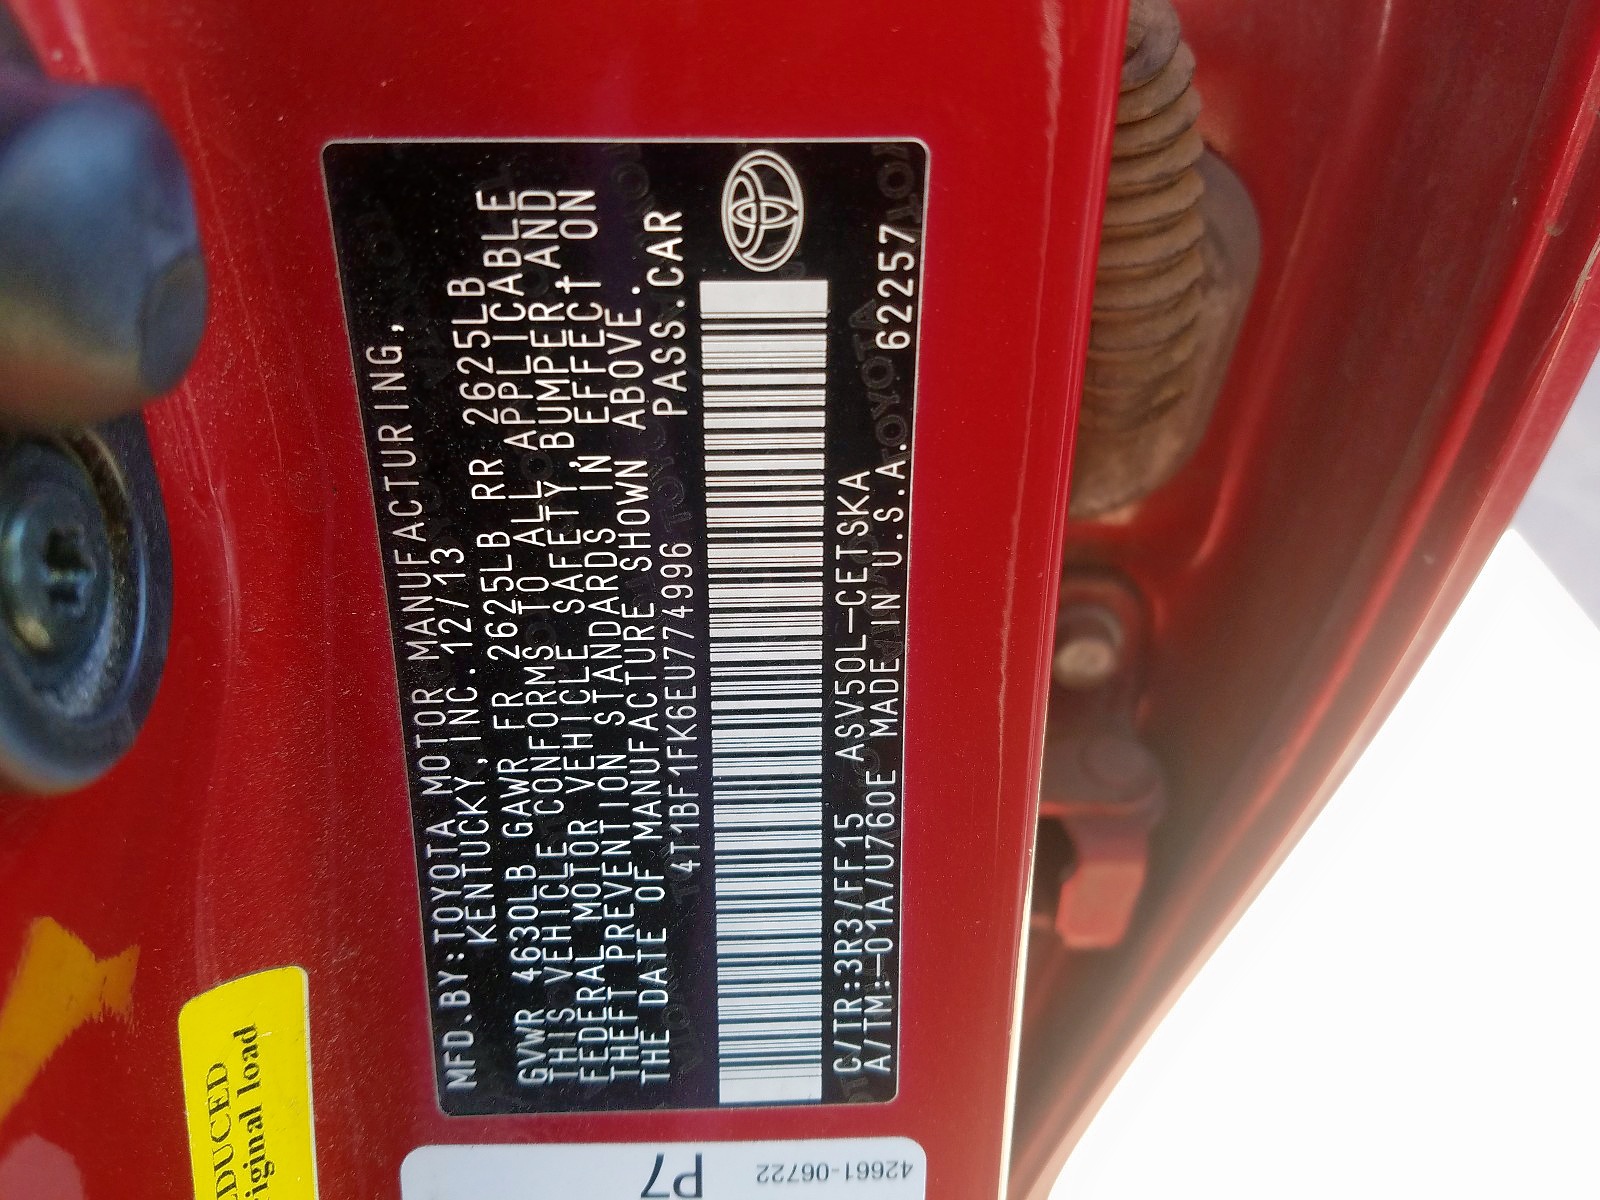 MFD.BY:TOYOTA MOTOR MANUFACTURING,
KENTUCKY,INC. 12/13
GVWR 4630LB GAWR FR 2625LB RR 2625LB
THIS VEHICLE CONFORMS TO ALL APPLICABLE
FEDERAL MOTOR VEHICLE SAFETY, BUMPER AND
THEFT PREVENTION STANDARDS IN EFFECT ON
THE DATE OF MANUFACTURE SHOWN ABOVE.
4T1BF1FK6EU774996 PASS.CAR
C/TR:3R3/FF15 ASV50L-CETSKA
A/TM:-01A/U760E MADE IN U.S.A. 62257
42661-06722
P7